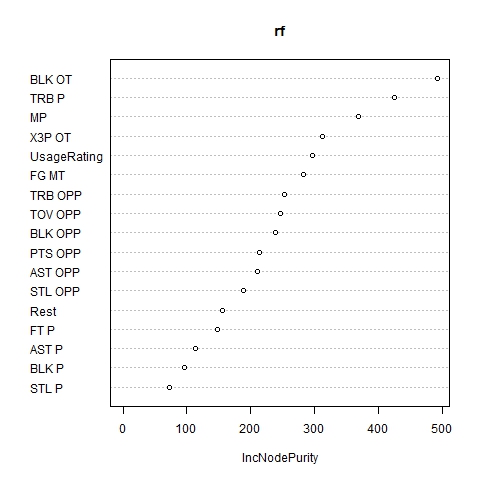 rf
BLK OT
TRB P
MP
X3P OT
UsageRating
FG MT
TRB OPP
TOV OPP
BLK OPP
PTS OPP
AST OPP
STL OPP
Rest
FT P
AST P
BLK P
STL P
0 100 200 300 400 500
IncNodePurity